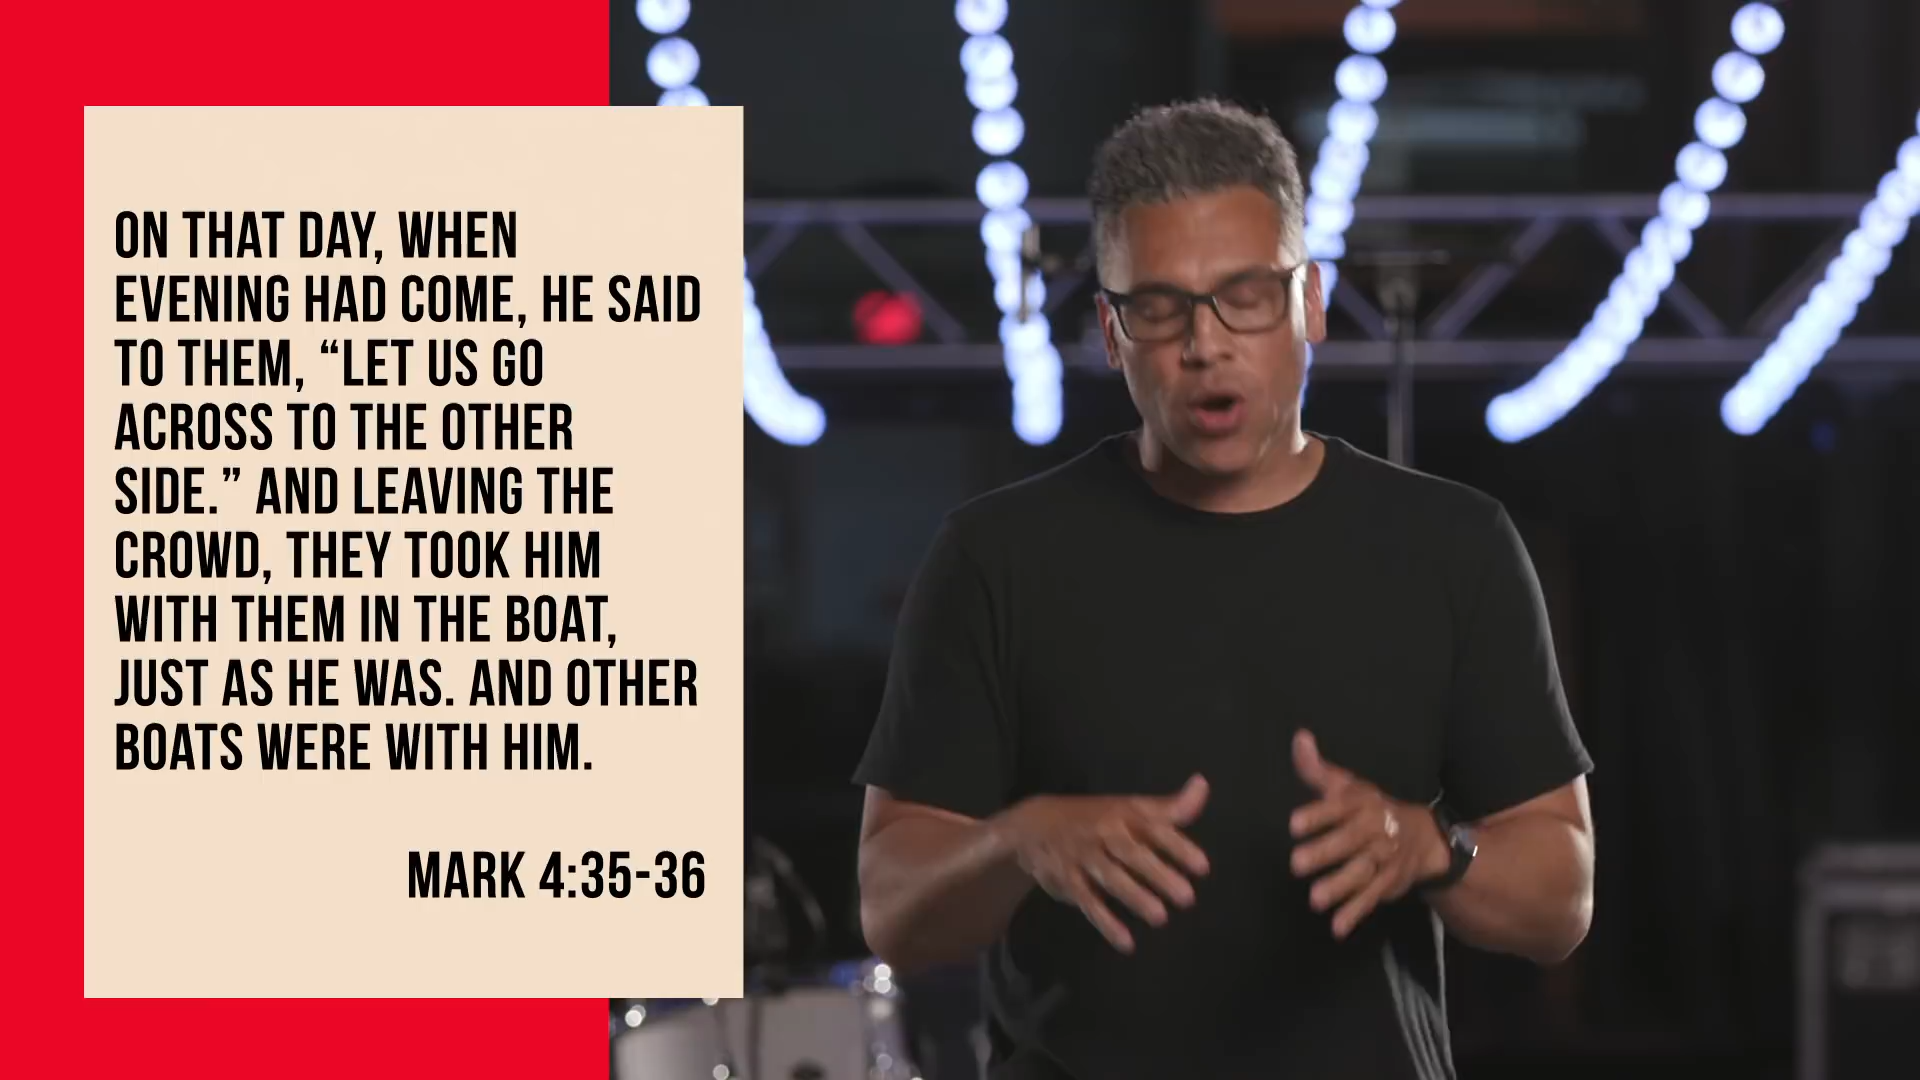 ON THAT DAY, WHEN
EVENING HAD COME, HE SAID
TO THEM, “LET US GO
ACROSS TO THE OTHER
SIDE.” AND LEAVING THE
CROWD, THEY TOOK HIM
WITH THEM IN THE BOAT,
JUST AS HE WAS. AND OTHER
BOATS WERE WITH HIM.
MARK 4:35-36